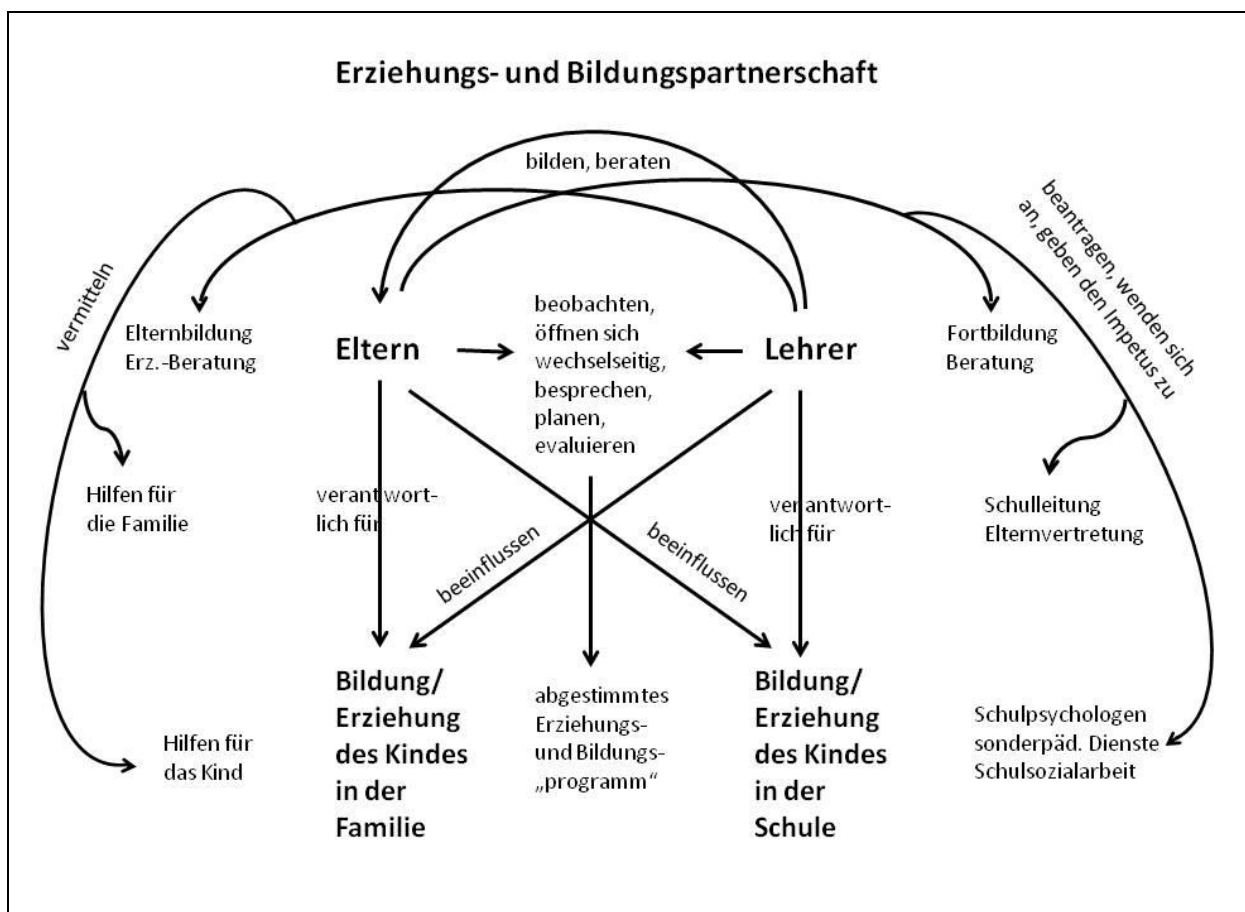 Erziehungs- und Bildungspartnerschaft
bilden, beraten
vermitteln
beantragen, wenden sich
an, geben den Impetus zu
Elternbildung
Erz.-Beratung
Eltern
beobachten,
öffnen sich
wechselseitig,
besprechen,
planen,
evaluieren
Lehrer
Fortbildung
Beratung
Hilfen für
die Familie
verantwort-
lich für
beeinflussen
beeinflussen
verantwort-
lich für
Schulleitung
Elternvertretung
Hilfen für
das Kind
Bildung/
Erziehung
des Kindes
in der
Familie
abgestimmtes
Erziehungs-
und Bildungs-
„programm“
Bildung/
Erziehung
des Kindes
in der
Schule
Schulpsychologen
sonderpäd. Dienste
Schulsozialarbeit